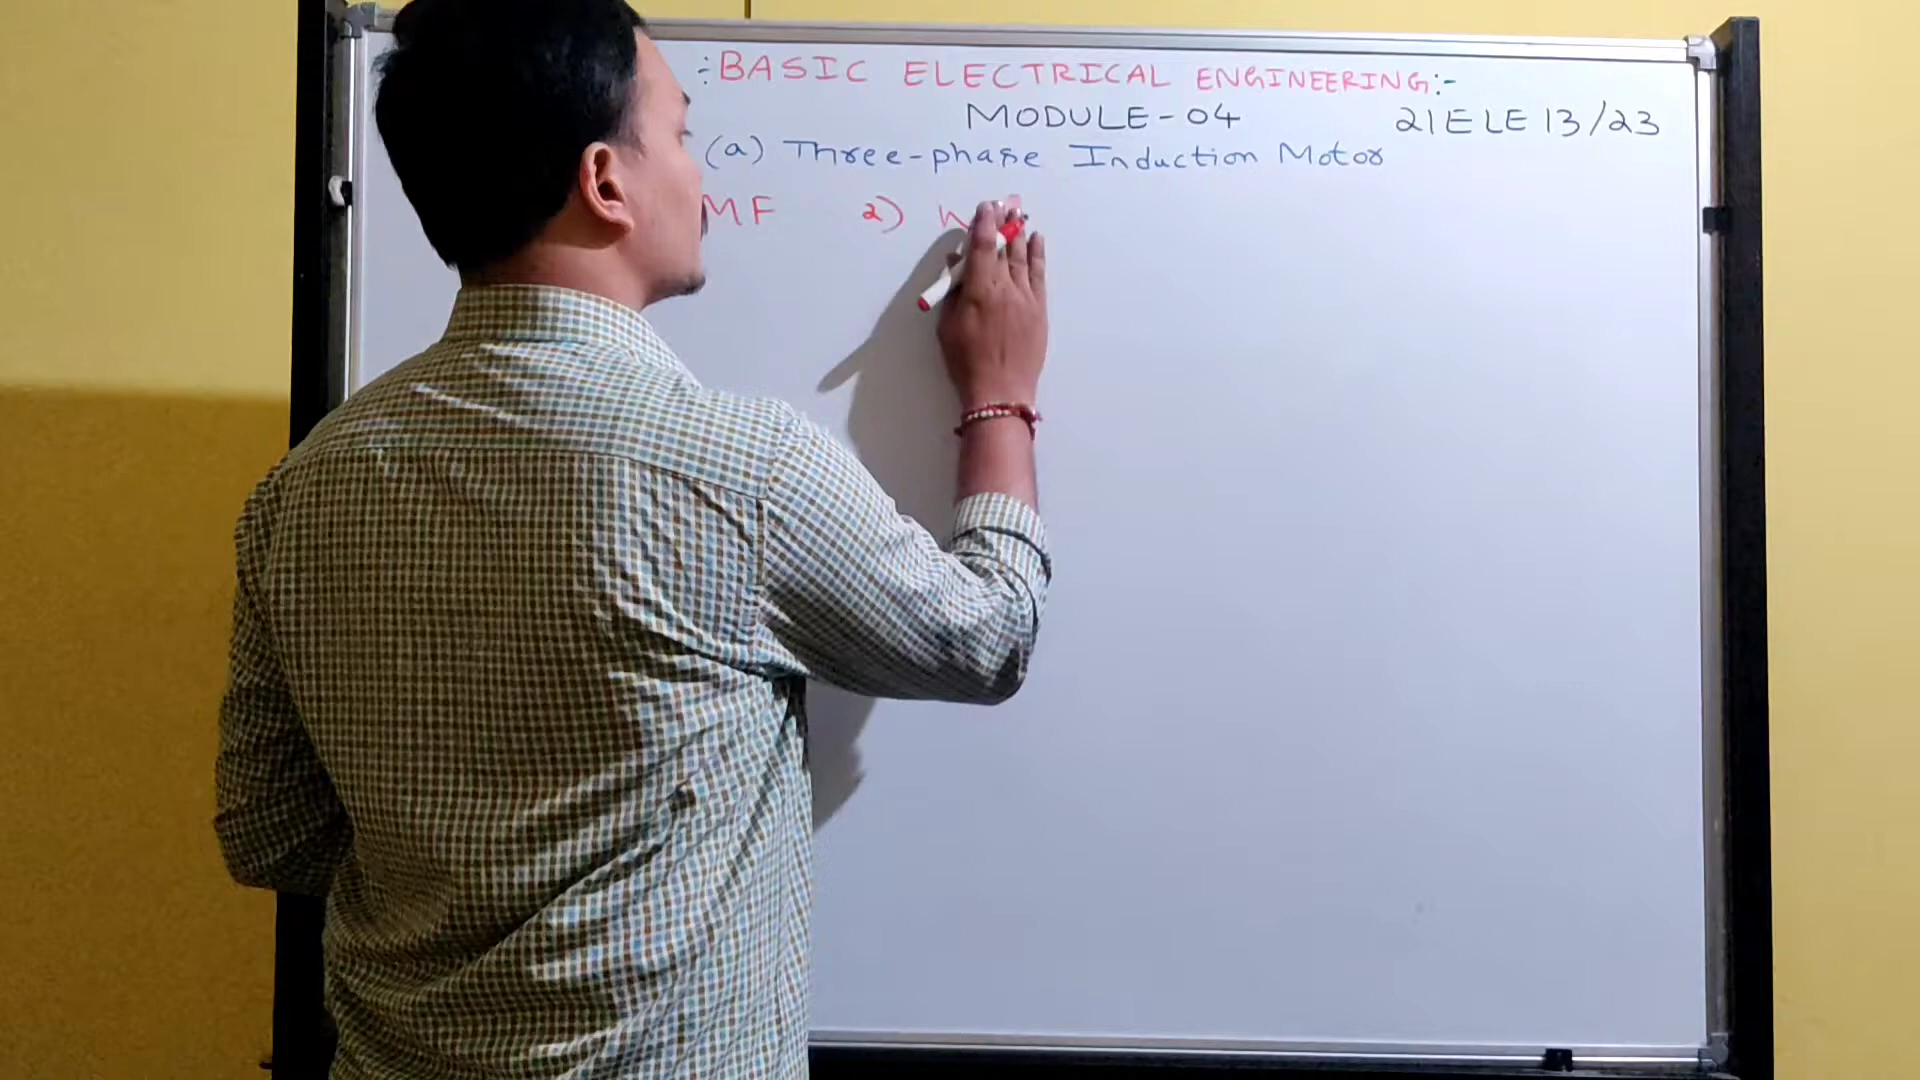 :-BASIC ELECTRICAL ENGINEERING:-
MODULE-04 21ELE13/23
(a) Three-phase Induction Motor
MF 2)